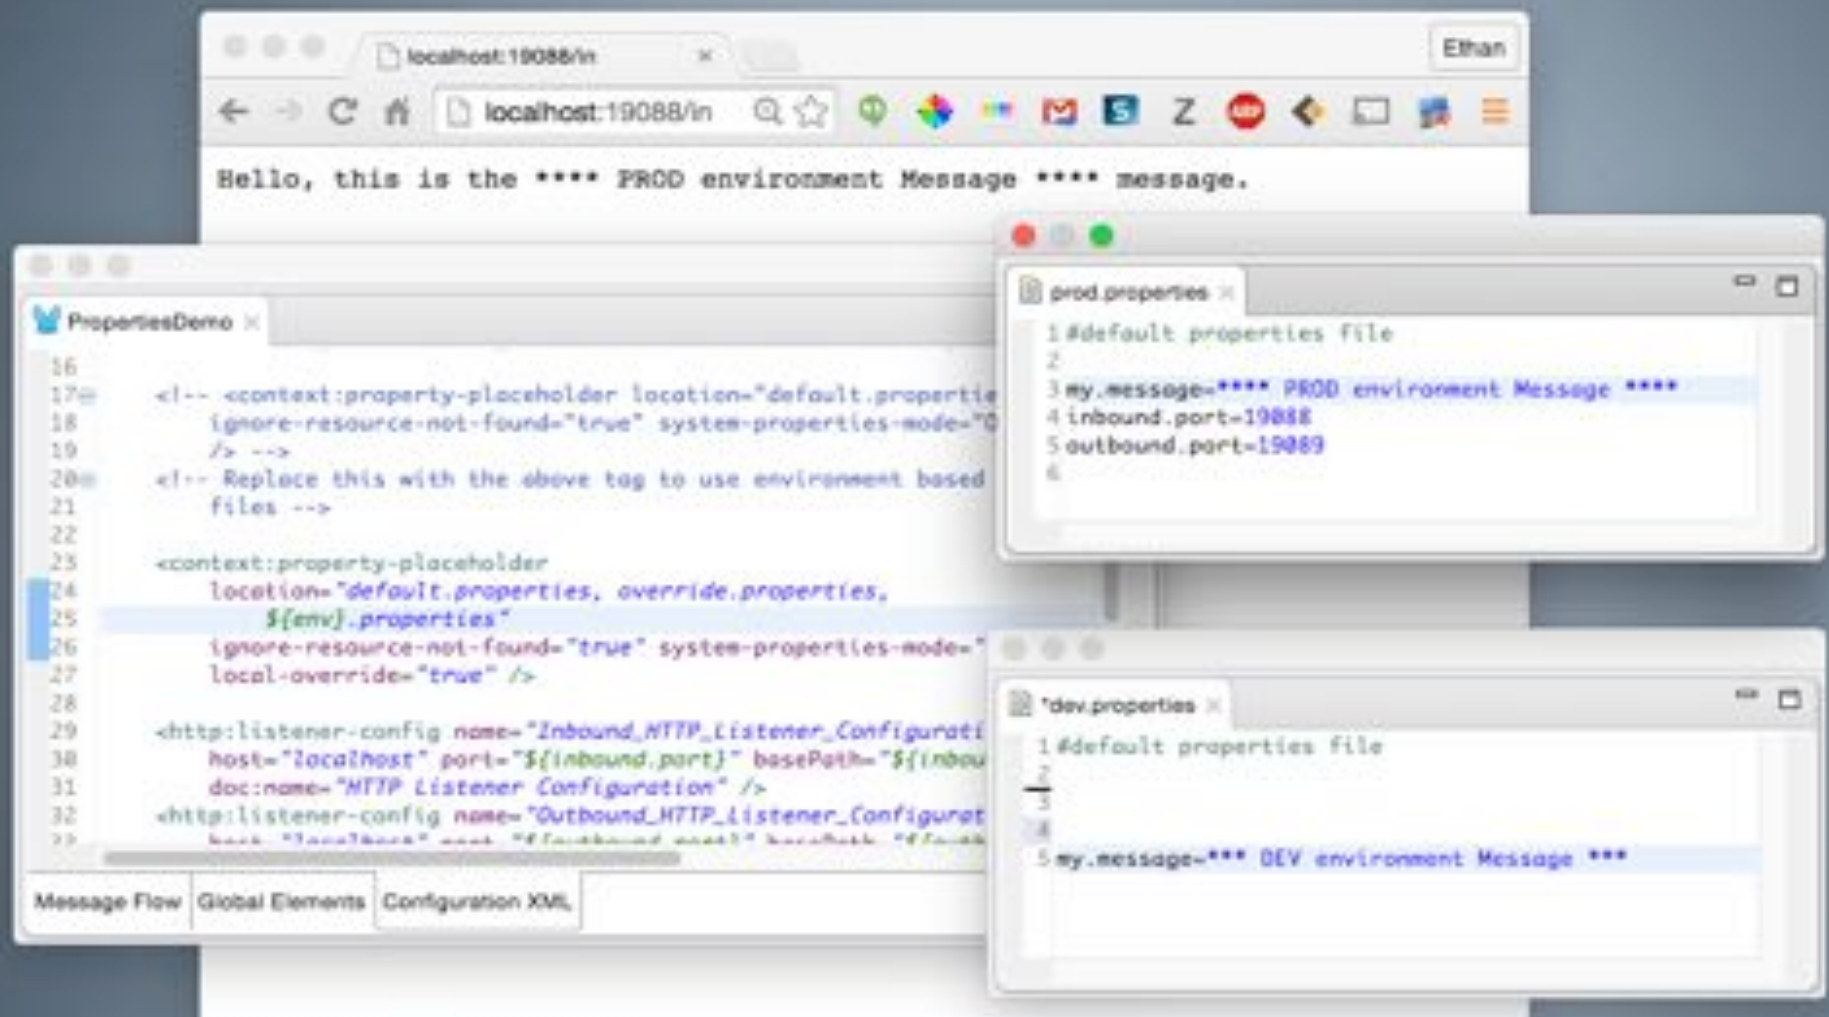 localhost:19088/in
Ethan
localhost:19088/in
Hello, this is the **** PROD environment Message **** message.
PropertiesDemo
16
17 <!-- <context:property-placeholder location="default.propertie
18 ignore-resource-not-found="true" system-properties-mode="O
19 /> -->
20 <!-- Replace this with the above tag to use environment based
21 files -->
22
23 <context:property-placeholder
24 location="default.properties, override.properties,
25 ${env}.properties"
26 ignore-resource-not-found="true" system-properties-mode="
27 local-override="true" />
28
29 <http:listener-config name="Inbound_HTTP_Listener_Configurati
30 host="localhost" port="${inbound.port}" basePath="${inbou
31 doc:name="HTTP Listener Configuration" />
32 <http:listener-config name="Outbound_HTTP_Listener_Configurat
Message Flow
Global Elements
Configuration XML
prod.properties
1 #default properties file
2
3 my.message=**** PROD environment Message ****
4 inbound.port=19088
5 outbound.port=19089
6
*dev.properties
1 #default properties file
2
3
4
5 my.message=*** DEV environment Message ***